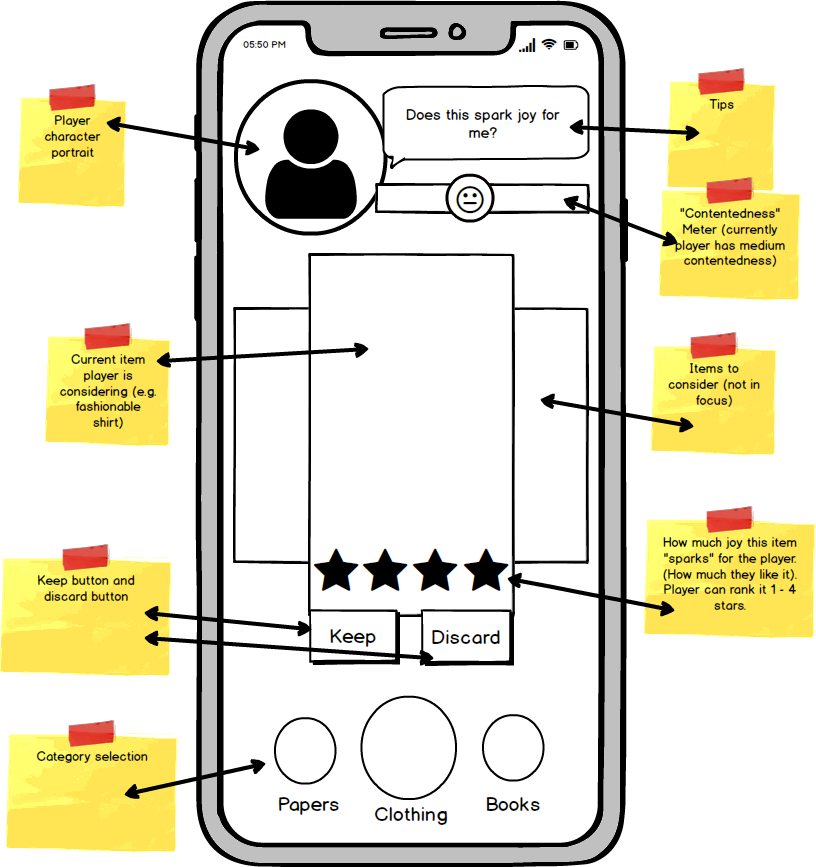 05:50 PM
Player
character
portrait
Does this spark joy for
me?
Tips
"Contentedness"
Meter (currently
player has medium
contentedness)
Current item
player is
considering (e.g.
fashionable
shirt)
Items to
consider (not in
focus)
How much joy this item
"sparks" for the player.
(How much they like it).
Player can rank it 1 - 4
stars.
Keep button and
discard button
Keep
Discard
Category selection
Papers
Clothing
Books